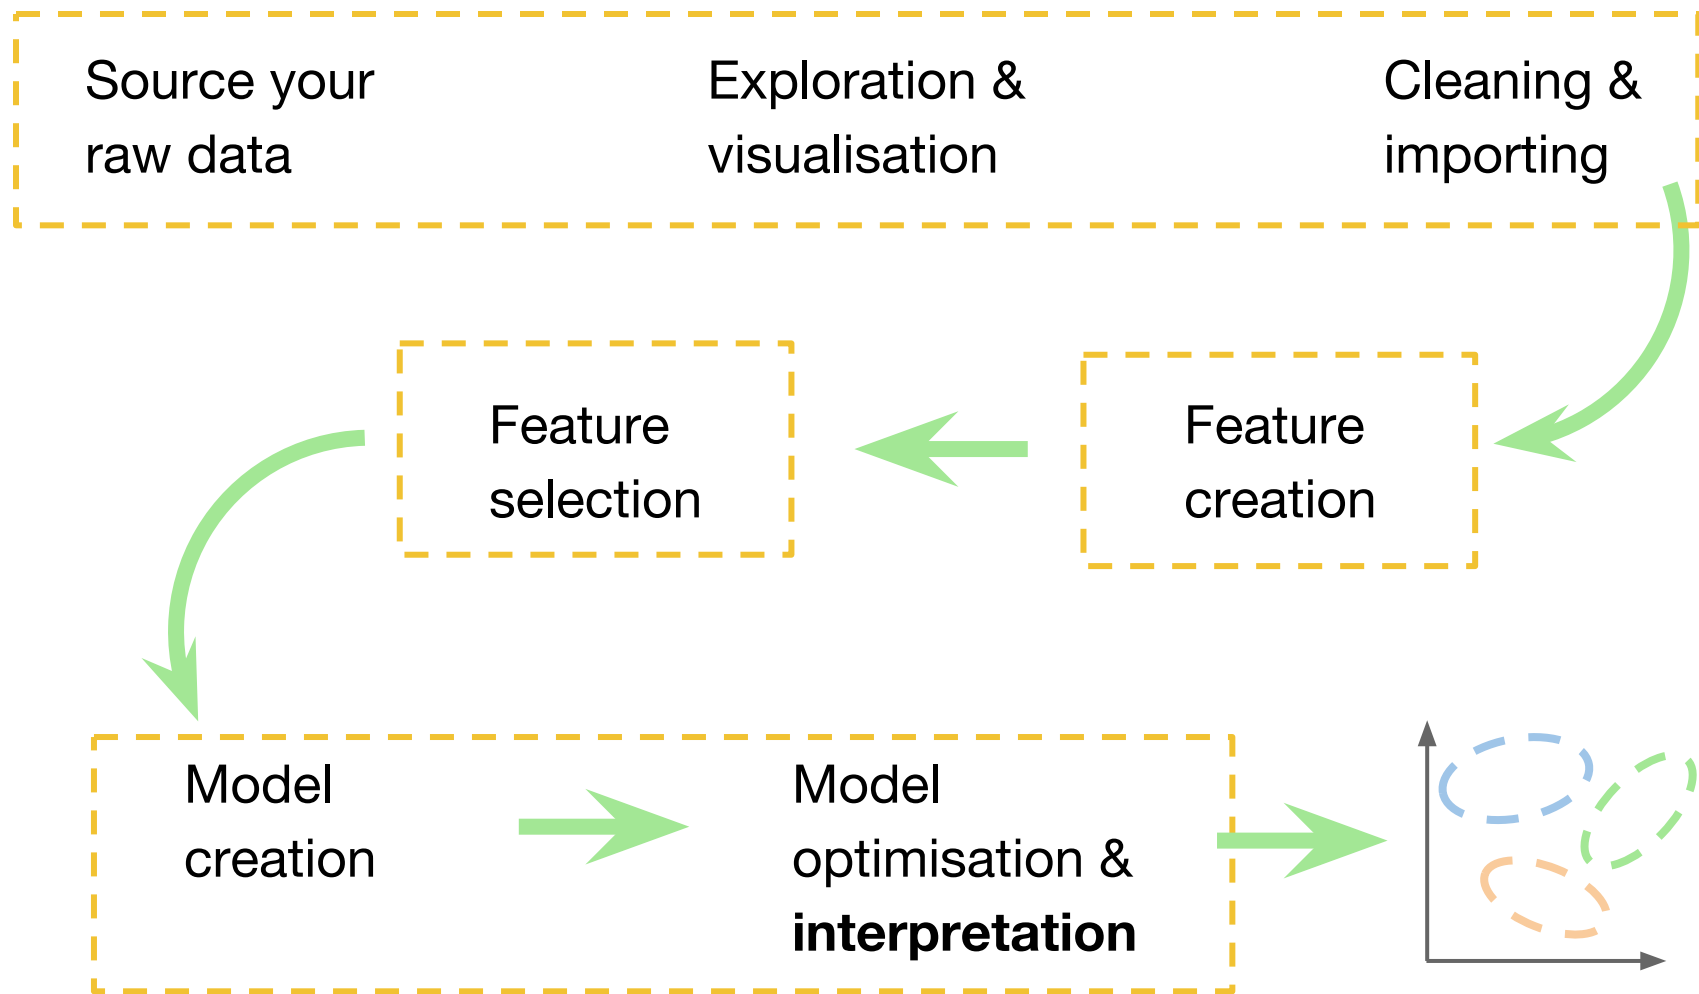 Source your
raw data
Exploration &
visualisation
Cleaning &
importing
Feature
creation
Feature
selection
Model
creation
Model
optimisation &
interpretation